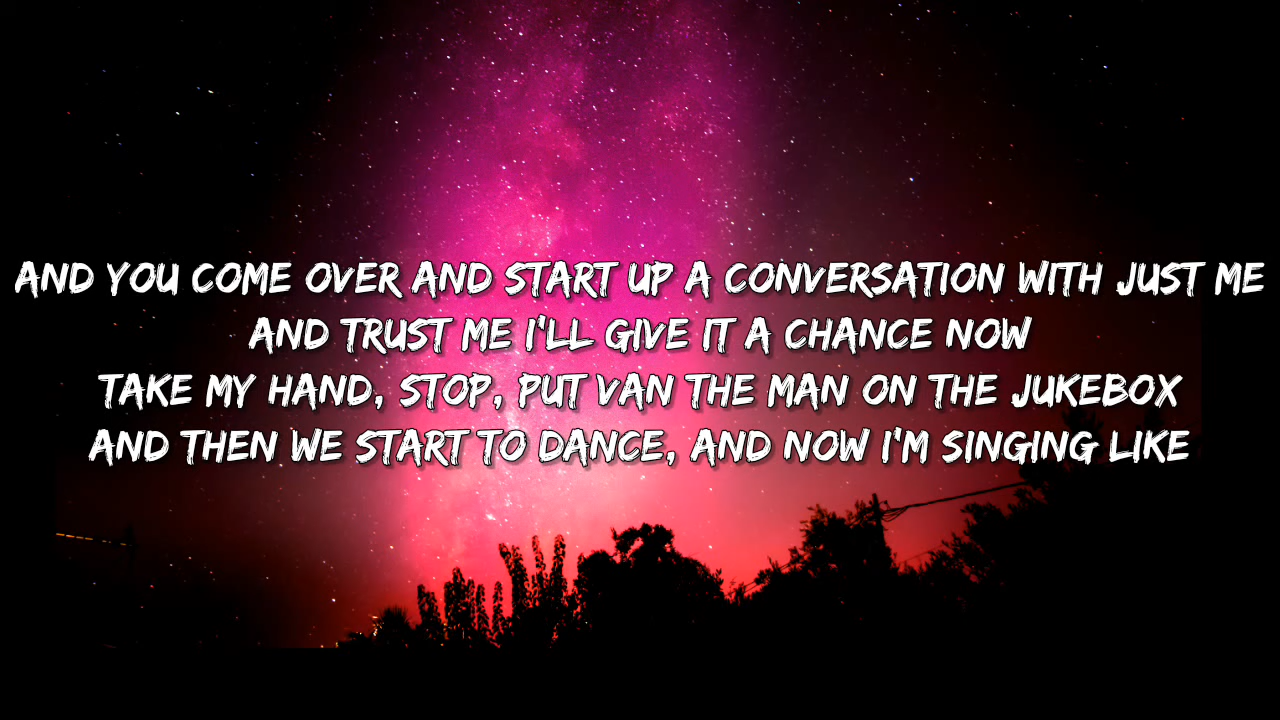 AND YOU COME OVER AND START UP A CONVERSATION WITH JUST ME
AND TRUST ME I'LL GIVE IT A CHANCE NOW
TAKE MY HAND, STOP, PUT VAN THE MAN ON THE JUKEBOX
AND THEN WE START TO DANCE, AND NOW I'M SINGING LIKE